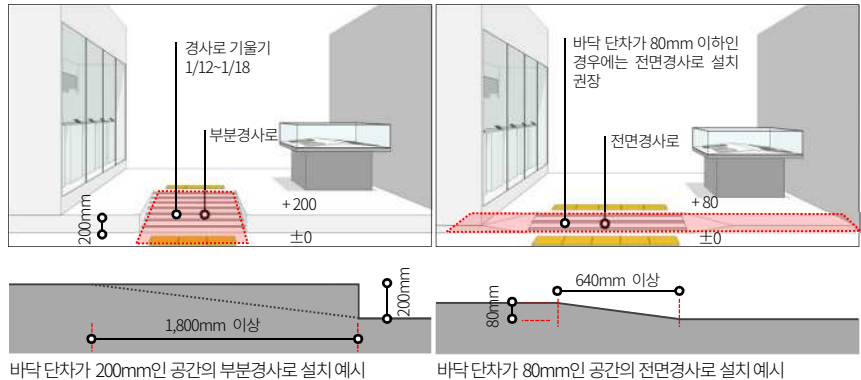 경사로 기울기
1/12~1/18
부분경사로
+200
±0
200mm
바닥 단차가 80mm 이하인
경우에는 전면경사로 설치
권장
전면경사로
+80
±0
200mm
1,800mm 이상
640mm 이상
80mm
바닥 단차가 200mm인 공간의 부분경사로 설치 예시
바닥 단차가 80mm인 공간의 전면경사로 설치 예시